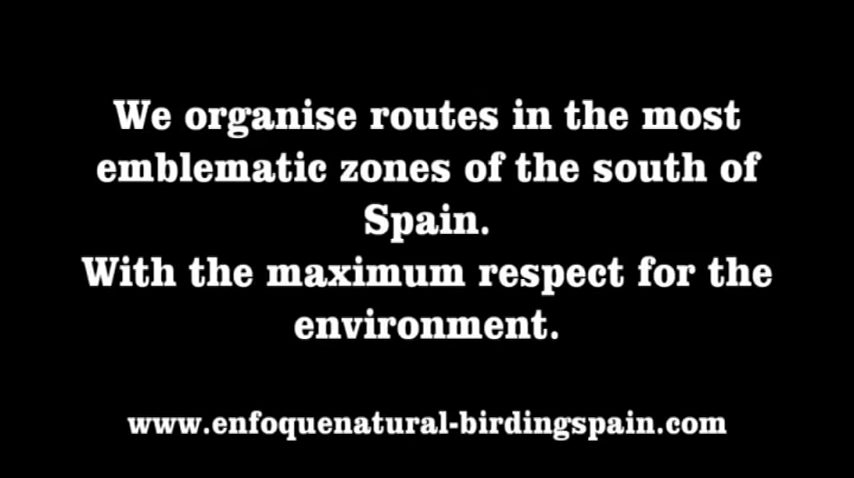 We organise routes in the most
emblematic zones of the south of
Spain.
With the maximum respect for the
environment.
www.enfoquenatural-birdingspain.com